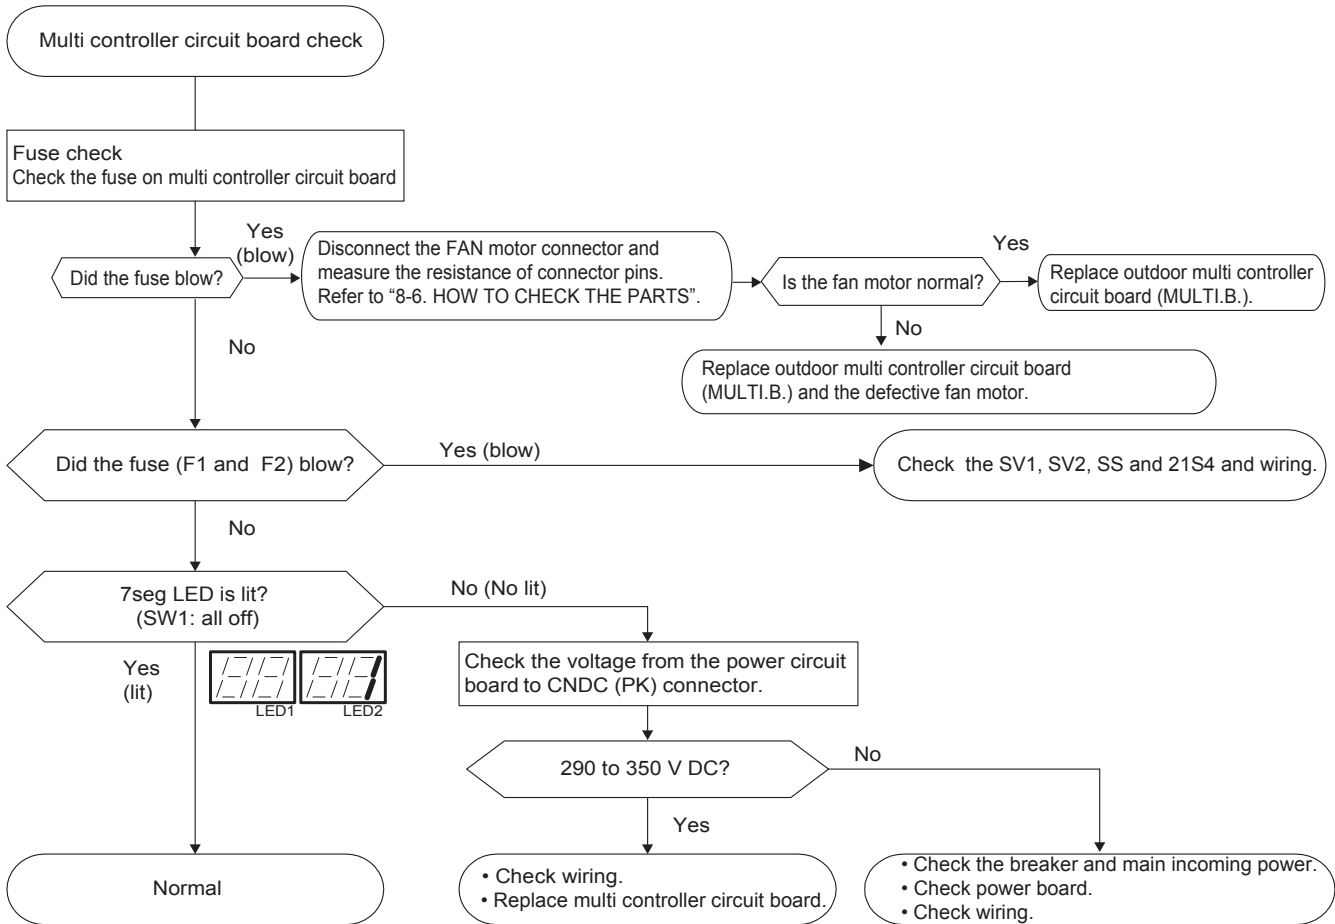 Multi controller circuit board check
Fuse check
Check the fuse on multi controller circuit board
Did the fuse blow?
Yes
(blow)
Disconnect the FAN motor connector and
measure the resistance of connector pins.
Refer to “8-6. HOW TO CHECK THE PARTS”.
Is the fan motor normal?
Yes
Replace outdoor multi controller
circuit board (MULTI.B.).
No
Replace outdoor multi controller circuit board
(MULTI.B.) and the defective fan motor.
No
Did the fuse (F1 and F2) blow?
Yes (blow)
Check the SV1, SV2, SS and 21S4 and wiring.
No
7seg LED is lit?
(SW1: all off)
No (No lit)
Yes
(lit)
LED1
LED2
Check the voltage from the power circuit
board to CNDC (PK) connector.
290 to 350 V DC?
No
Yes
Normal
• Check wiring.
• Replace multi controller circuit board.
• Check the breaker and main incoming power.
• Check power board.
• Check wiring.